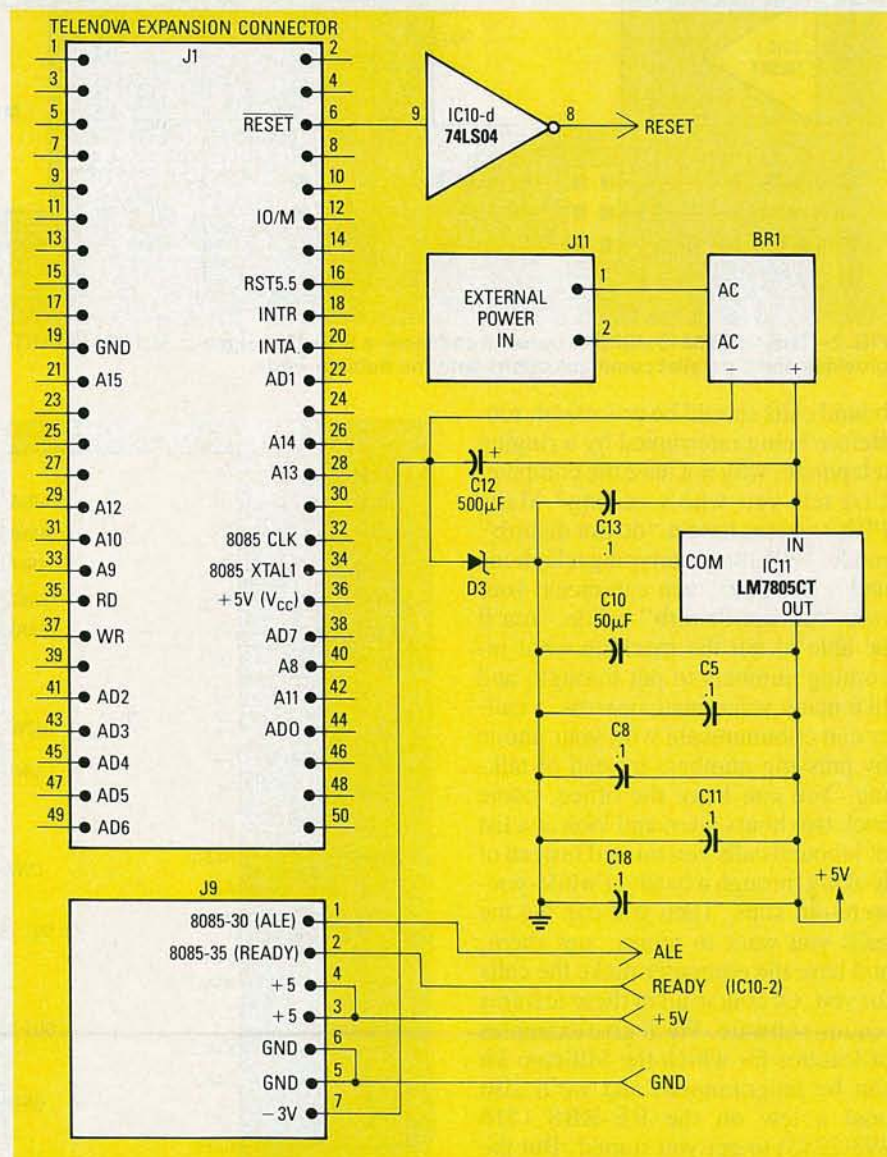 TELENOVA EXPANSION CONNECTOR
J1
1 2
3 4
5 RESET 6
7 8
9 10
11 IO/M 12
13 14
15 RST5.5 16
17 INTR 18
19 GND INTA 20
21 A15 AD1 22
23 24
25 A14 26
27 A13 28
29 A12 30
31 A10 8085 CLK 32
33 A9 8085 XTAL1 34
35 RD +5V (VCC) 36
37 WR AD7 38
39 A8 40
41 AD2 A11 42
43 AD3 AD0 44
45 AD4 46
47 AD5 48
49 AD6 50
9 IC10-d 8
74LS04
RESET
J11
EXTERNAL
POWER
IN
1
2
BR1
AC
AC
- +
+
C12
500μF
C13
.1
D3
IN
COM
IC11
LM7805CT
OUT
C10
50μF
C5
.1
C8
.1
C11
.1
C18
.1
+5V
J9
8085-30 (ALE) 1
8085-35 (READY) 2
+5 4
+5 3
GND 6
GND 5
-3V 7
ALE
READY (IC10-2)
+5V
GND